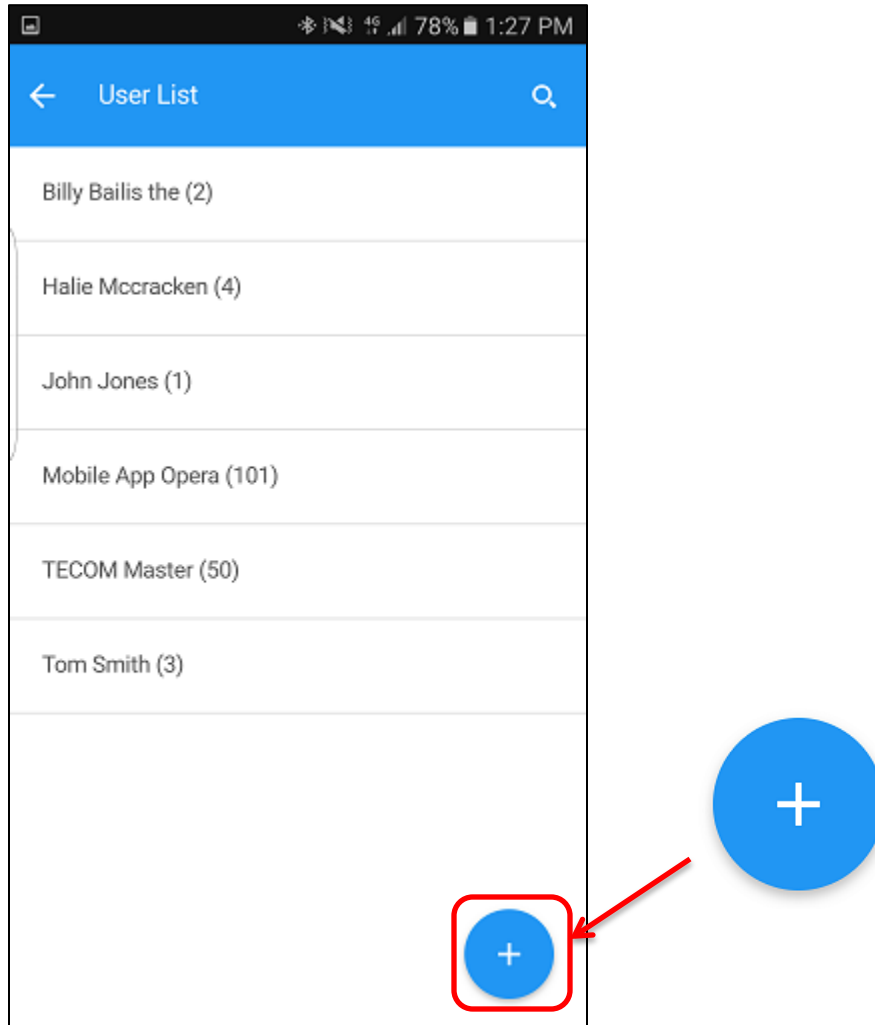 4G 78% 1:27 PM
User List
Billy Bailis the (2)
Halie Mccracken (4)
John Jones (1)
Mobile App Opera (101)
TECOM Master (50)
Tom Smith (3)
+
+